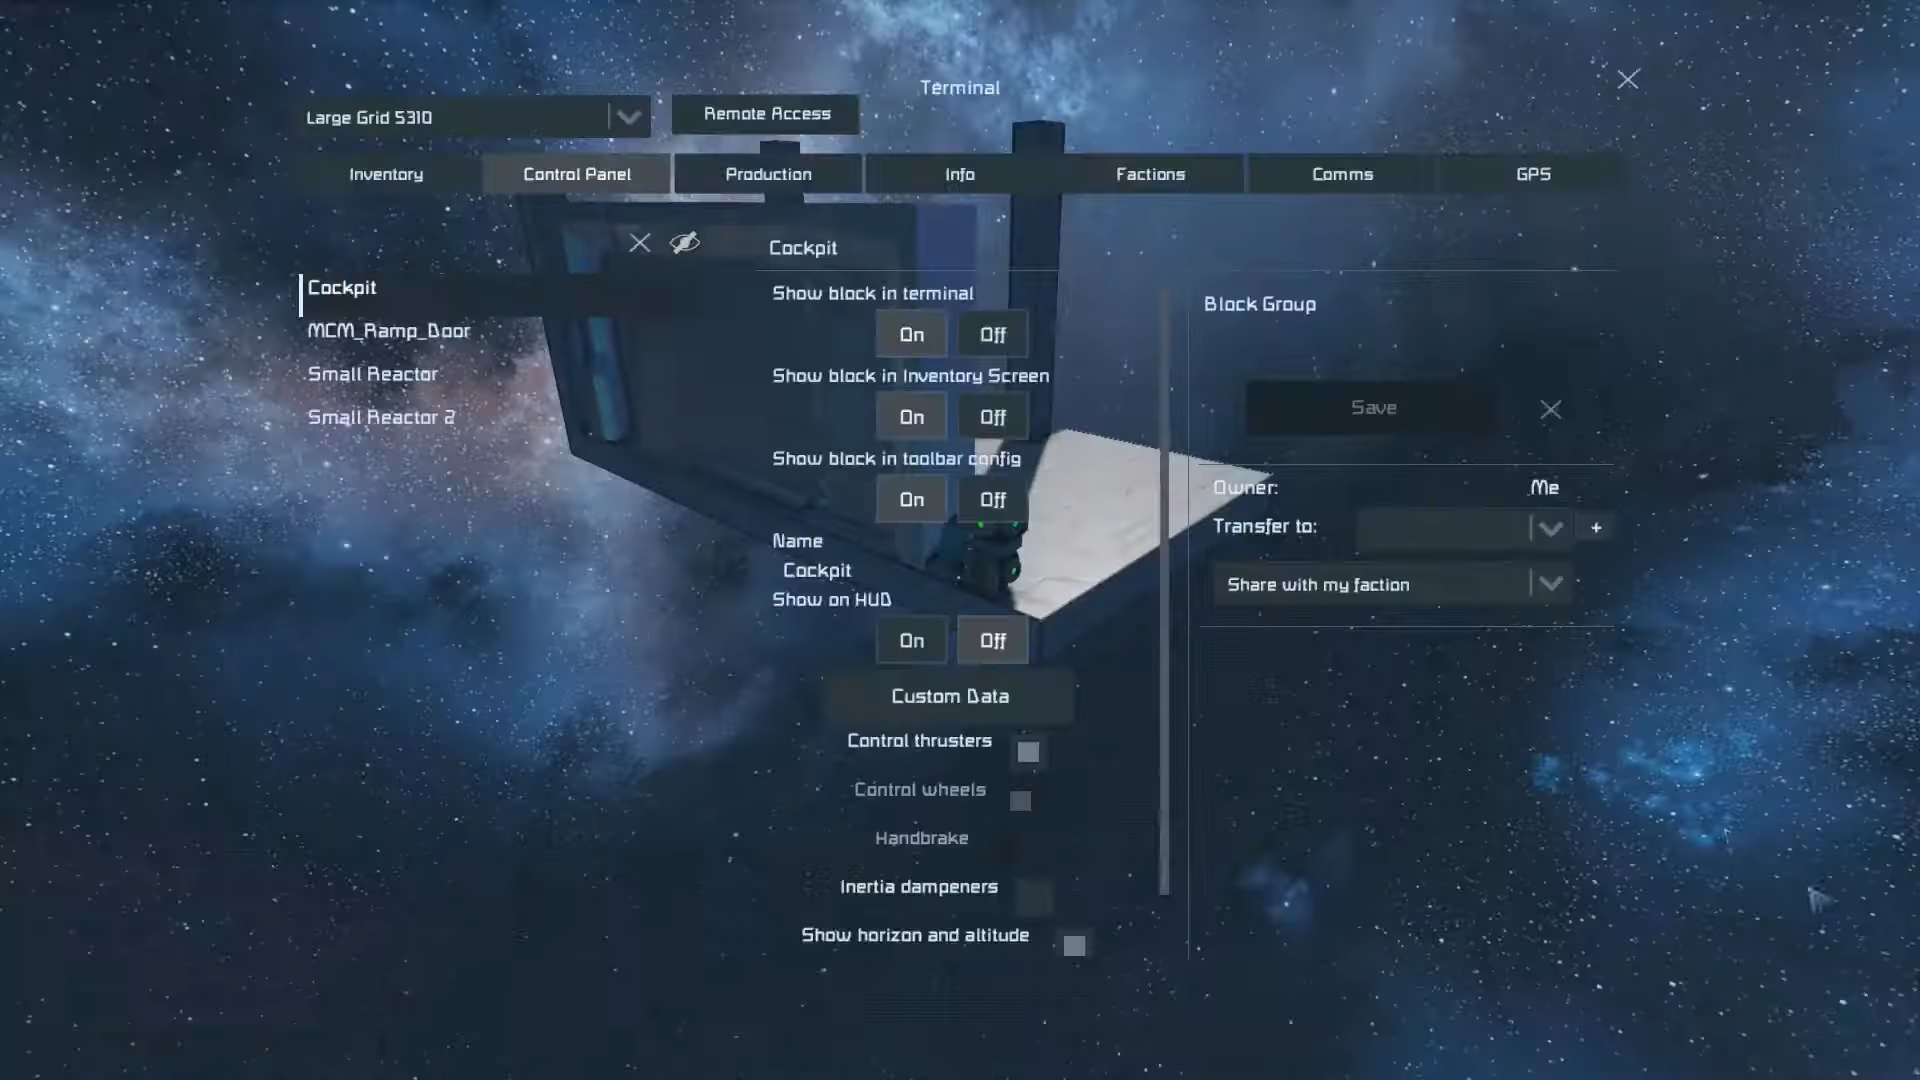 Terminal
Large Grid 5310
Remote Access
Inventory
Control Panel
Production
Info
Factions
Comms
GPS
Cockpit
MCM_Ramp_Door
Small Reactor
Small Reactor 2
Cockpit
Show block in terminal
On Off
Show block in Inventory Screen
On Off
Show block in toolbar config
On Off
Name
Cockpit
Show on HUD
On Off
Custom Data
Control thrusters
Control wheels
Handbrake
Inertia dampeners
Show horizon and altitude
Block Group
Save
Owner: Me
Transfer to:
Share with my faction